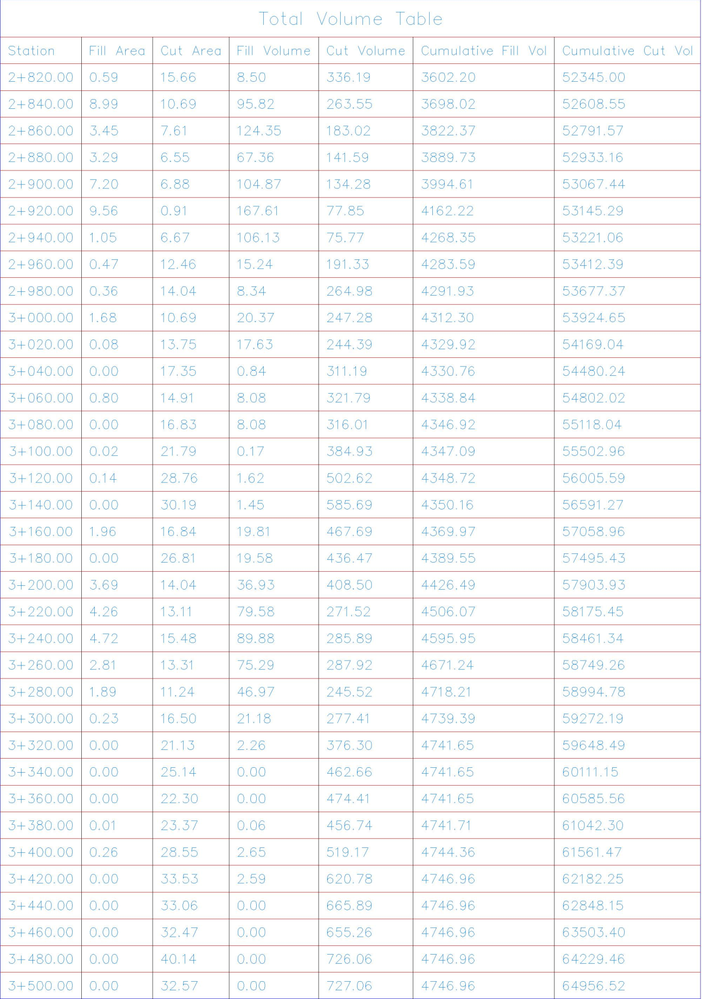 Total Volume Table
Station Fill Area Cut Area Fill Volume Cut Volume Cumulative Fill Vol Cumulative Cut Vol
2+820.00 0.59 15.66 8.50 336.19 3602.20 52345.00
2+840.00 8.99 10.69 95.82 263.55 3698.02 52608.55
2+860.00 3.45 7.61 124.35 183.02 3822.37 52791.57
2+880.00 3.29 6.55 67.36 141.59 3889.73 52933.16
2+900.00 7.20 6.88 104.87 134.28 3994.61 53067.44
2+920.00 9.56 0.91 167.61 77.85 4162.22 53145.29
2+940.00 1.05 6.67 106.13 75.77 4268.35 53221.06
2+960.00 0.47 12.46 15.24 191.33 4283.59 53412.39
2+980.00 0.36 14.04 8.34 264.98 4291.93 53677.37
3+000.00 1.68 10.69 20.37 247.28 4312.30 53924.65
3+020.00 0.08 13.75 17.63 244.39 4329.92 54169.04
3+040.00 0.00 17.35 0.84 311.19 4330.76 54480.24
3+060.00 0.80 14.91 8.08 321.79 4338.84 54802.02
3+080.00 0.00 16.83 8.08 316.01 4346.92 55118.04
3+100.00 0.02 21.79 0.17 384.93 4347.09 55502.96
3+120.00 0.14 28.76 1.62 502.62 4348.72 56005.59
3+140.00 0.00 30.19 1.45 585.69 4350.16 56591.27
3+160.00 1.96 16.84 19.81 467.69 4369.97 57058.96
3+180.00 0.00 26.81 19.58 436.47 4389.55 57495.43
3+200.00 3.69 14.04 36.93 408.50 4426.49 57903.93
3+220.00 4.26 13.11 79.58 271.52 4506.07 58175.45
3+240.00 4.72 15.48 89.88 285.89 4595.95 58461.34
3+260.00 2.81 13.31 75.29 287.92 4671.24 58749.26
3+280.00 1.89 11.24 46.97 245.52 4718.21 58994.78
3+300.00 0.23 16.50 21.18 277.41 4739.39 59272.19
3+320.00 0.00 21.13 2.26 376.30 4741.65 59648.49
3+340.00 0.00 25.14 0.00 462.66 4741.65 60111.15
3+360.00 0.00 22.30 0.00 474.41 4741.65 60585.56
3+380.00 0.01 23.37 0.06 456.74 4741.71 61042.30
3+400.00 0.26 28.55 2.65 519.17 4744.36 61561.47
3+420.00 0.00 33.53 2.59 620.78 4746.96 62182.25
3+440.00 0.00 33.06 0.00 665.89 4746.96 62848.15
3+460.00 0.00 32.47 0.00 655.26 4746.96 63503.40
3+480.00 0.00 40.14 0.00 726.06 4746.96 64229.46
3+500.00 0.00 32.57 0.00 727.06 4746.96 64956.52